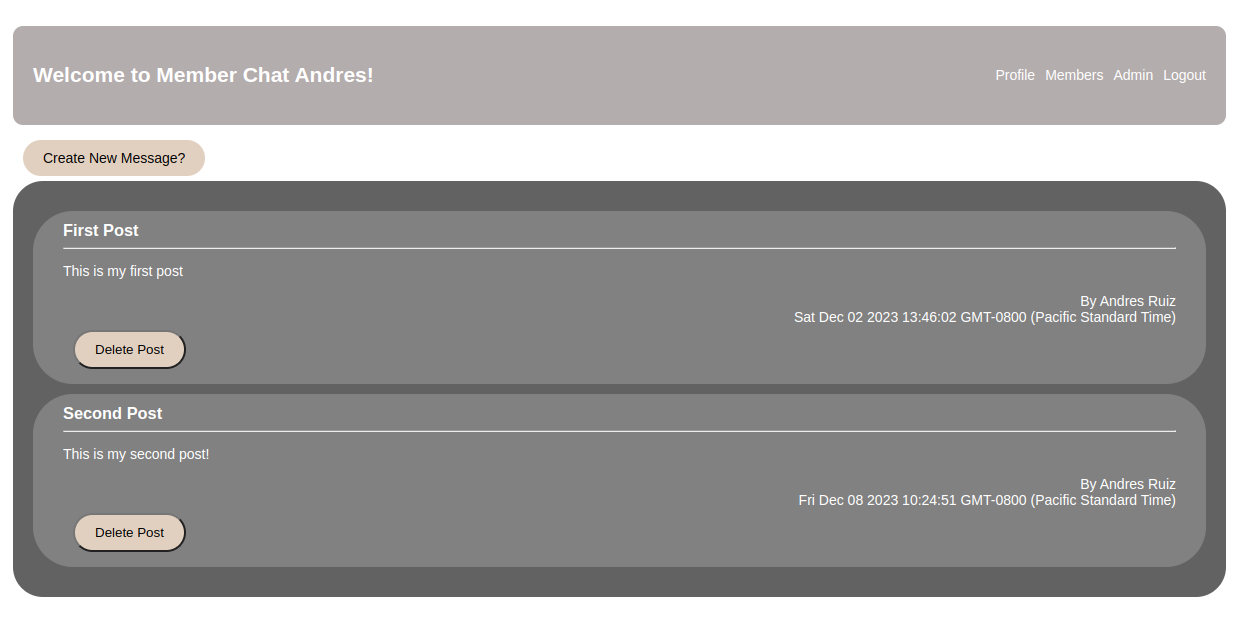 Welcome to Member Chat Andres!
Profile Members Admin Logout
Create New Message?
First Post
This is my first post
By Andres Ruiz
Sat Dec 02 2023 13:46:02 GMT-0800 (Pacific Standard Time)
Delete Post
Second Post
This is my second post!
By Andres Ruiz
Fri Dec 08 2023 10:24:51 GMT-0800 (Pacific Standard Time)
Delete Post